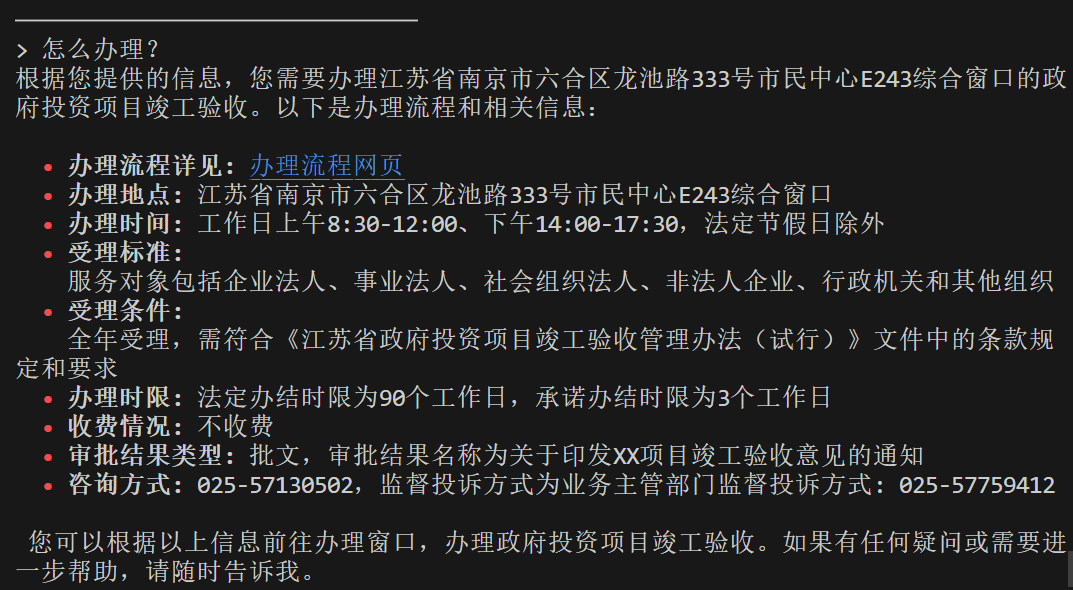 > 怎么办理？
根据您提供的信息，您需要办理江苏省南京市六合区龙池路333号市民中心E243综合窗口的政
府投资项目竣工验收。以下是办理流程和相关信息：
• 办理流程详见：办理流程网页
• 办理地点：江苏省南京市六合区龙池路333号市民中心E243综合窗口
• 办理时间：工作日上午8:30-12:00、下午14:00-17:30，法定节假日除外
• 受理标准：
服务对象包括企业法人、事业法人、社会组织法人、非法人企业、行政机关和其他组织
• 受理条件：
全年受理，需符合《江苏省政府投资项目竣工验收管理办法（试行）》文件中的条款规
定和要求
• 办理时限：法定办结时限为90个工作日，承诺办结时限为3个工作日
• 收费情况：不收费
• 审批结果类型：批文，审批结果名称为关于印发XX项目竣工验收意见的通知
• 咨询方式：025-57130502，监督投诉方式为业务主管部门监督投诉方式：025-57759412
您可以根据以上信息前往办理窗口，办理政府投资项目竣工验收。如果有任何疑问或需要进
一步帮助，请随时告诉我。